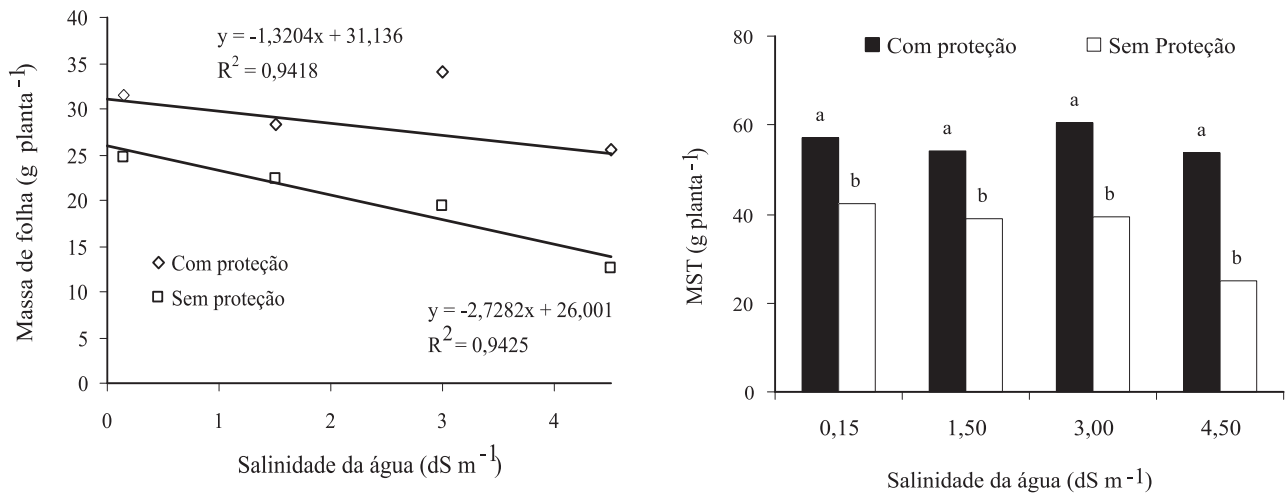 40
35
30
25
20
15
10
5
0
Massa de folha (g planta⁻¹)
y = -1,3204x + 31,136
R² = 0,9418
Com proteção
Sem proteção
y = -2,7282x + 26,001
R² = 0,9425
0 1 2 3 4
Salinidade da água (dS m⁻¹)
80
60
40
20
0
MST (g planta⁻¹)
Com proteção Sem Proteção
a b a b a b a b
0,15 1,50 3,00 4,50
Salinidade da água (dS m⁻¹)